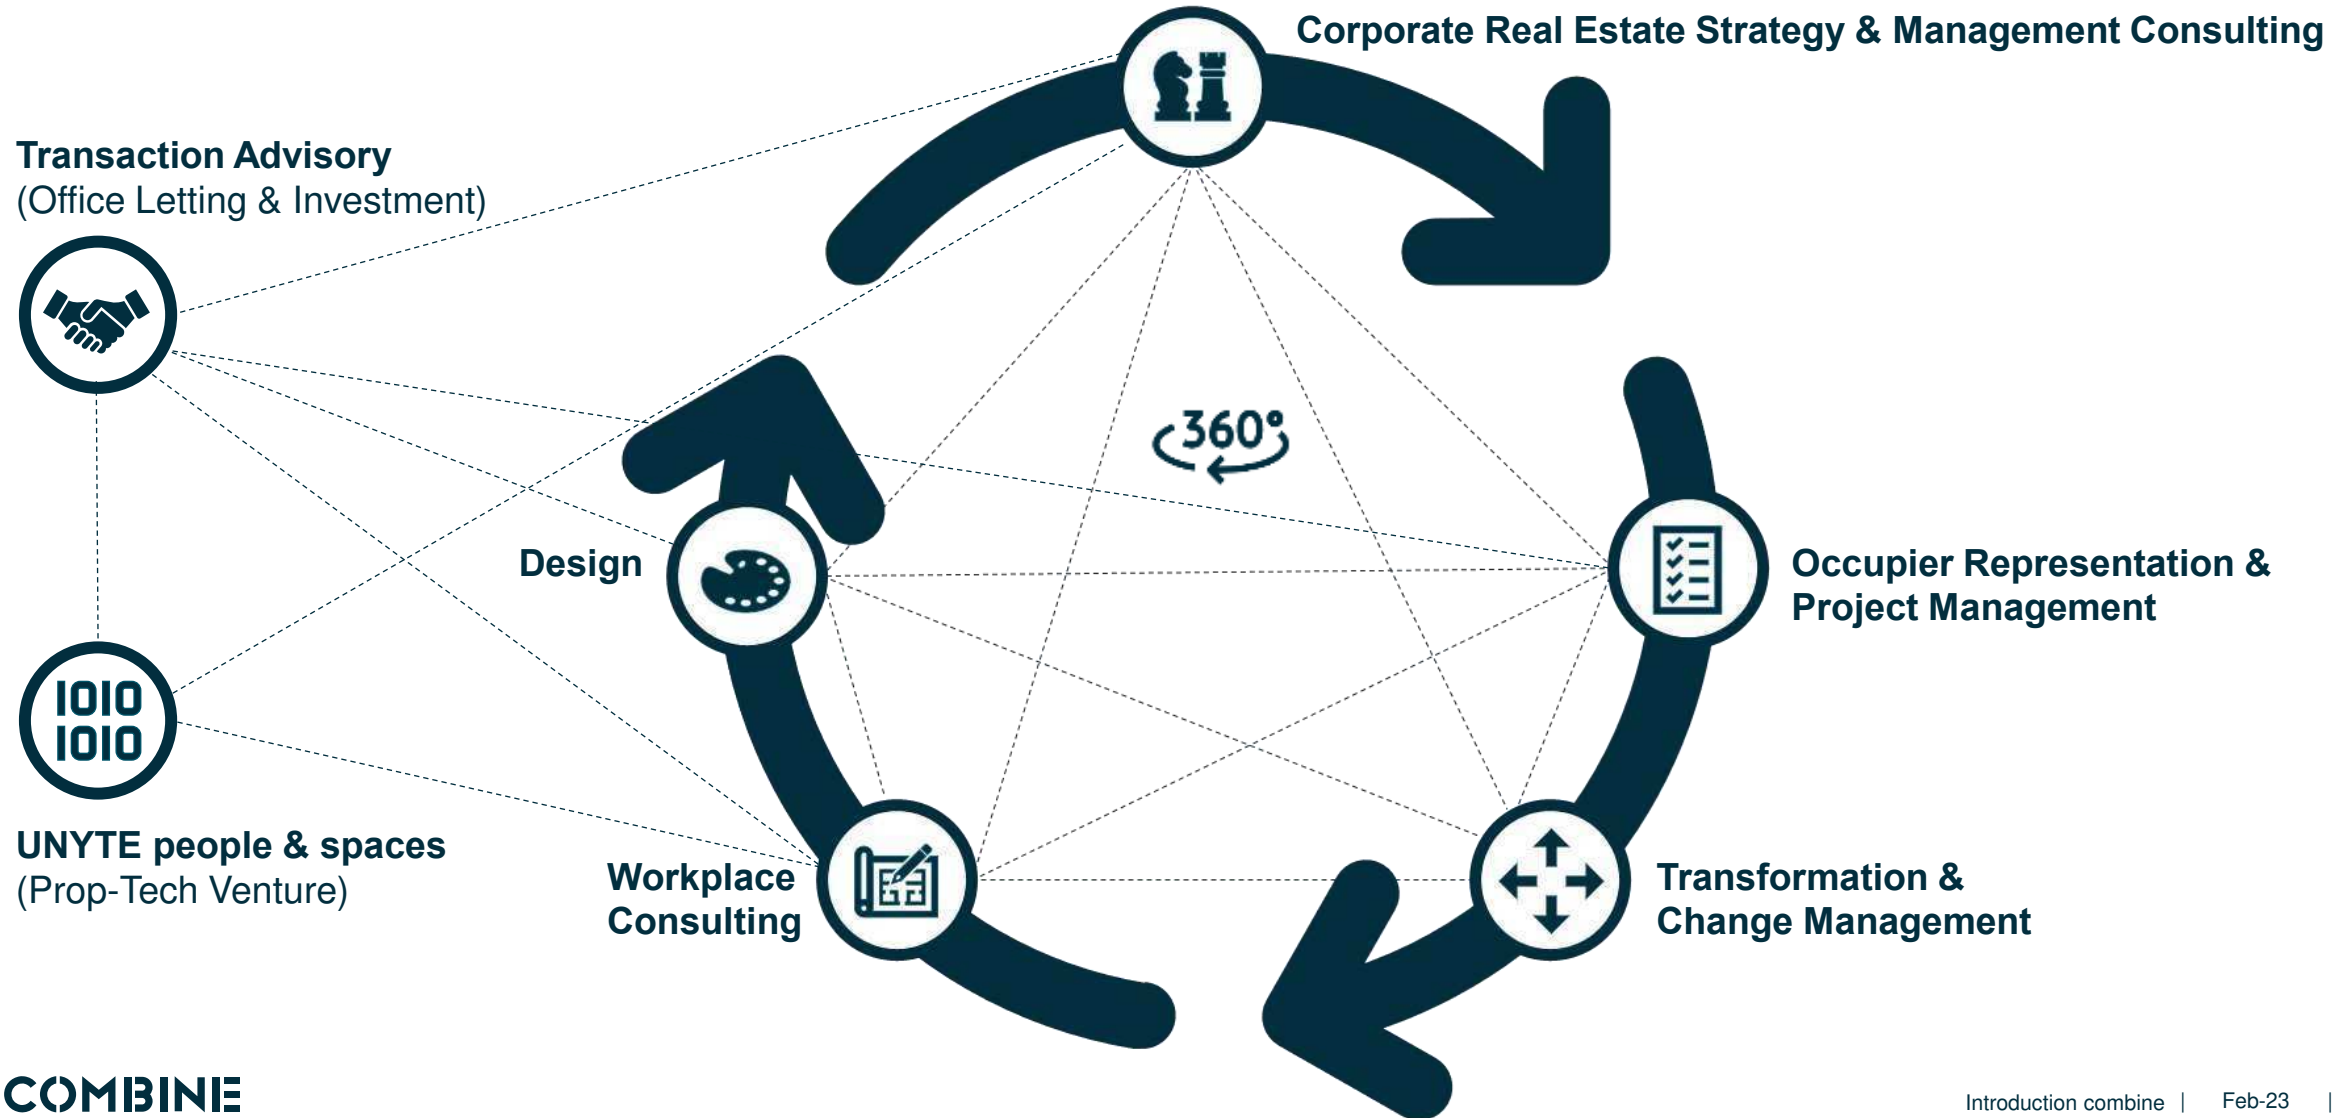 Corporate Real Estate Strategy & Management Consulting
Transaction Advisory
(Office Letting & Investment)
360°
Design
Occupier Representation &
Project Management
1010
1010
UNYTE people & spaces
(Prop-Tech Venture)
Workplace
Consulting
Transformation &
Change Management
COMBINE
Introduction combine | Feb-23 |